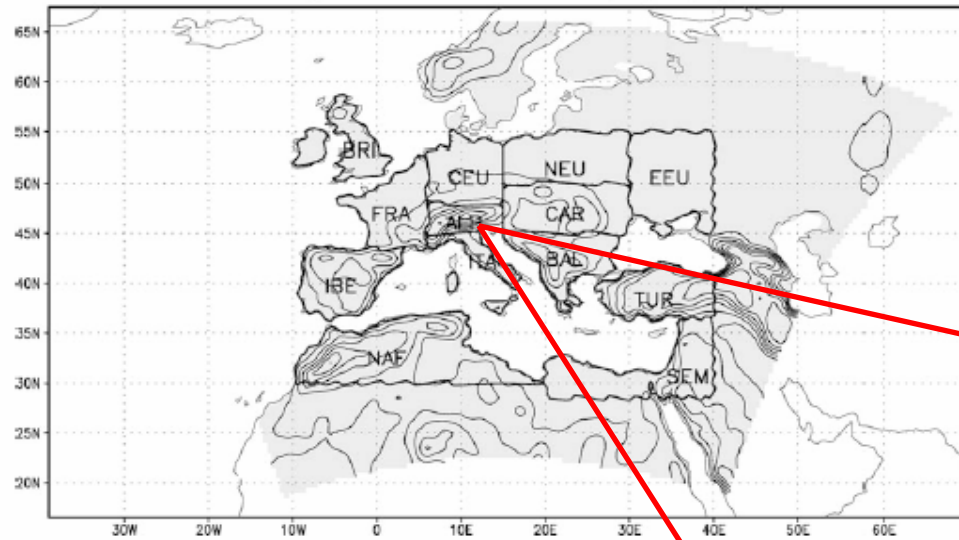 65N
60N
55N
BRI
CEU
NEU
EEU
50N
FRA
CAR
45N
ITA
BAL
40N
IBE
TUR
35N
NAF
SEM
30N
25N
20N
30W 20W 10W 0 10E 20E 30E 40E 50E 60E